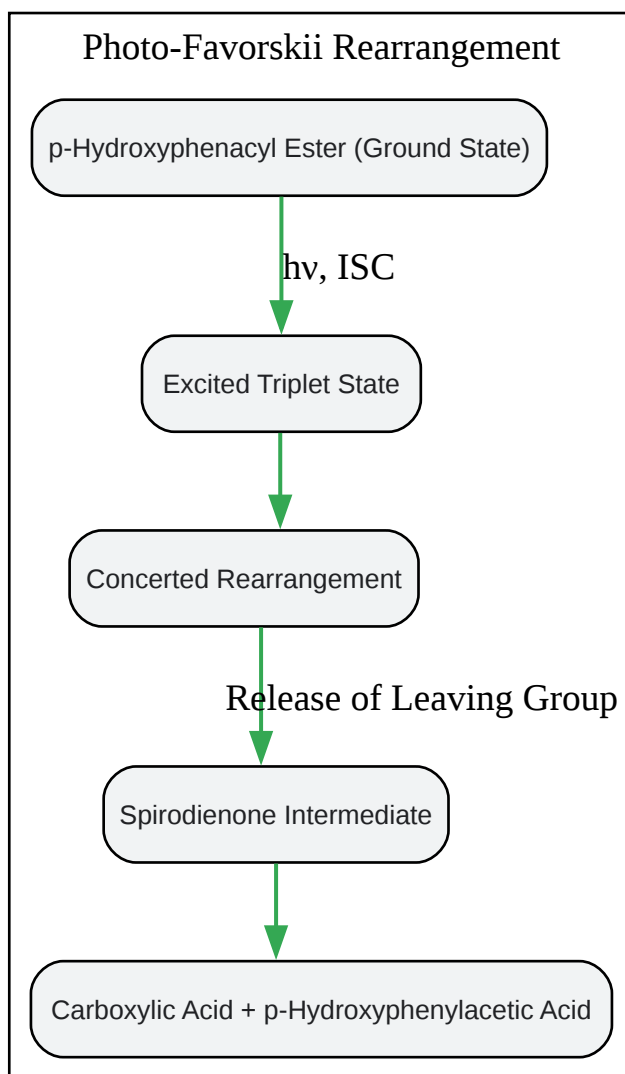 Photo-Favorskii Rearrangement
p-Hydroxyphenacyl Ester (Ground State)
hν, ISC
Excited Triplet State
Concerted Rearrangement
Release of Leaving Group
Spirodienone Intermediate
Carboxylic Acid + p-Hydroxyphenylacetic Acid